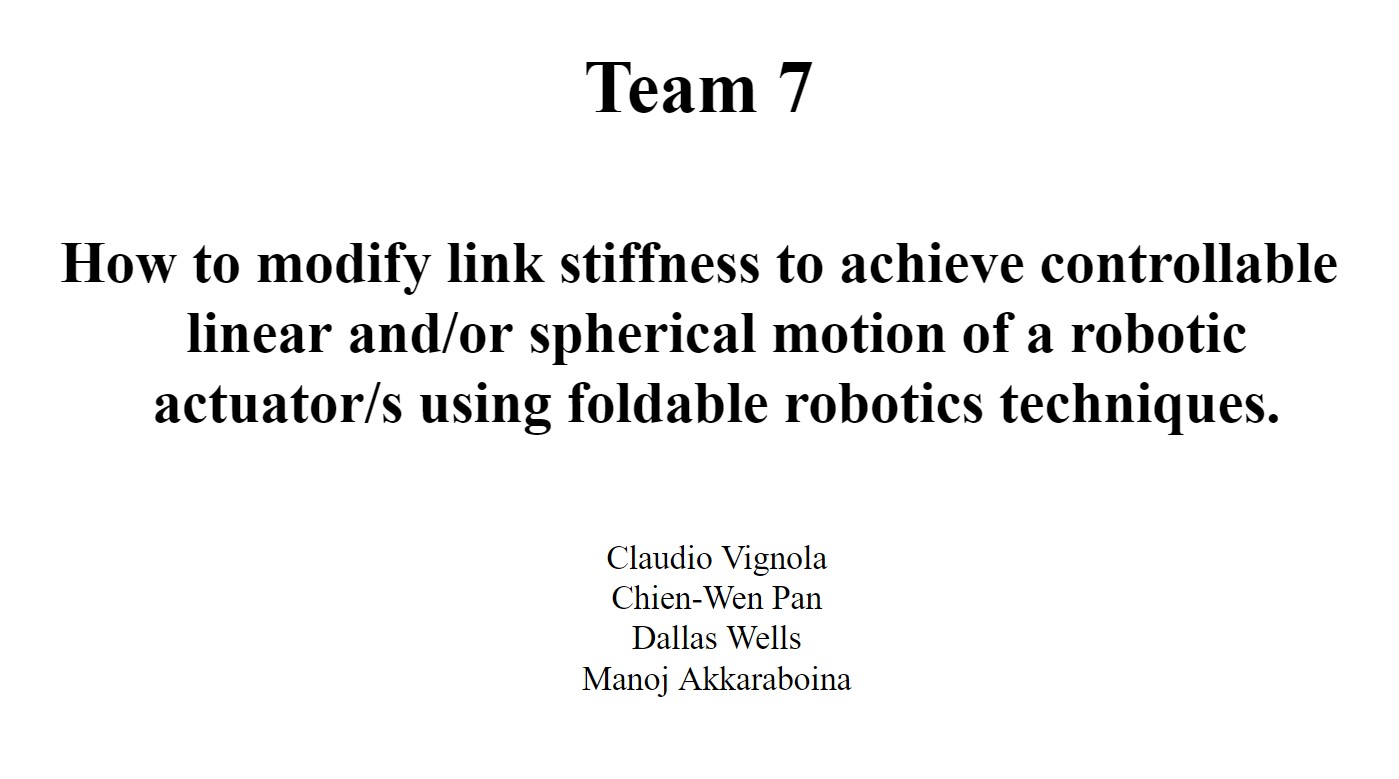 Team 7
How to modify link stiffness to achieve controllable
linear and/or spherical motion of a robotic
actuator/s using foldable robotics techniques.
Claudio Vignola
Chien-Wen Pan
Dallas Wells
Manoj Akkaraboina